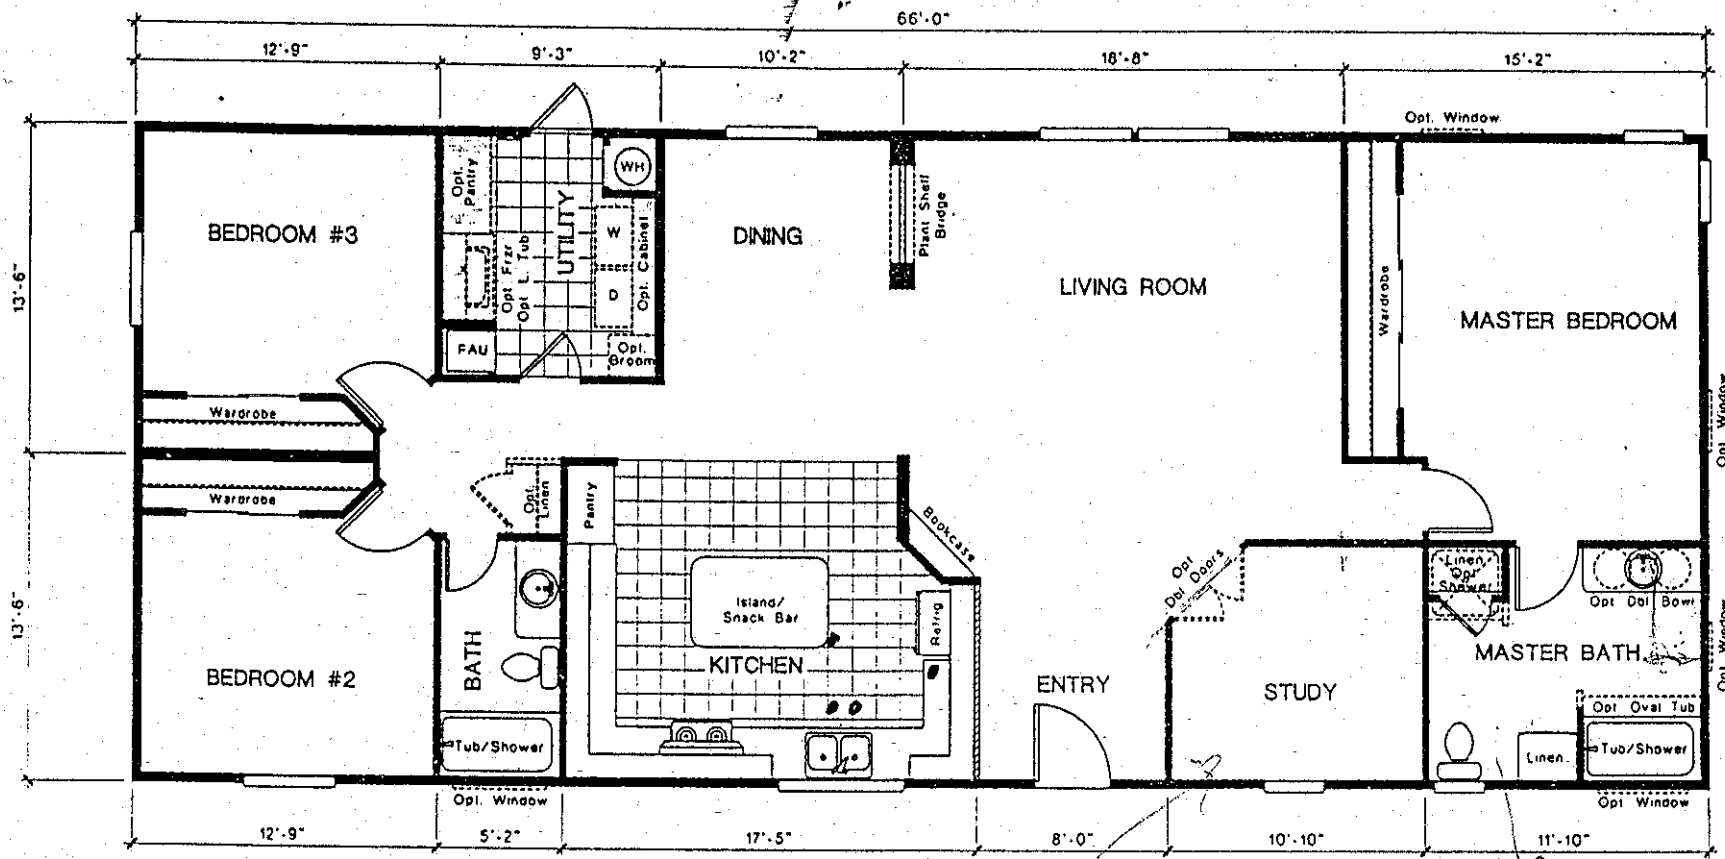 66'-0"
12'-9"
9'-3"
10'-2"
18'-8"
15'-2"
Opt. Window
13'-6"
13'-6"
BEDROOM #3
Opt.
Pantry
UTILITY
WH
W
D
Opt. Cabinet
Opt Frzr
Opt L. Tub
FAU
Opt.
Broom
DINING
Plant Shelf
Bridge
LIVING ROOM
Wardrobe
MASTER BEDROOM
Opt. Window
Wardrobe
Wardrobe
Opt.
Linen
Pantry
Bookcase
Opt
Dbl Doors
Linen
Opt
Shower
Opt Dbl Bowl
Opt. Window
Island/
Snack Bar
Refrig
KITCHEN
BEDROOM #2
BATH
Tub/Shower
ENTRY
STUDY
MASTER BATH
Opt Oval Tub
Tub/Shower
Linen
Opt. Window
Opt Window
12'-9"
5'-2"
17'-5"
8'-0"
10'-10"
11'-10"